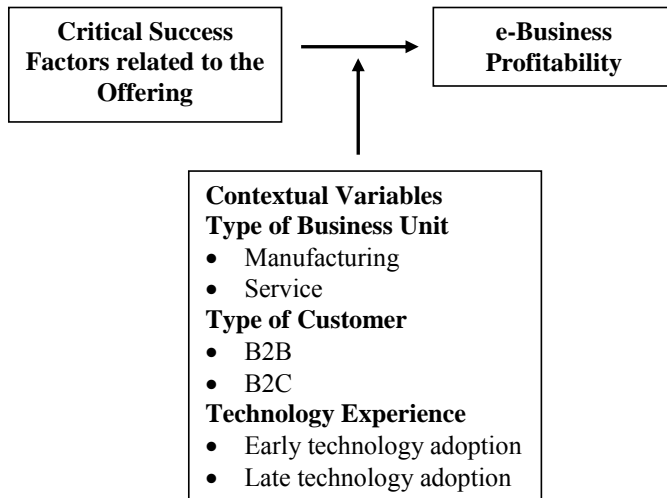 Critical Success
Factors related to the
Offering
e-Business
Profitability
Contextual Variables
Type of Business Unit
• Manufacturing
• Service
Type of Customer
• B2B
• B2C
Technology Experience
• Early technology adoption
• Late technology adoption